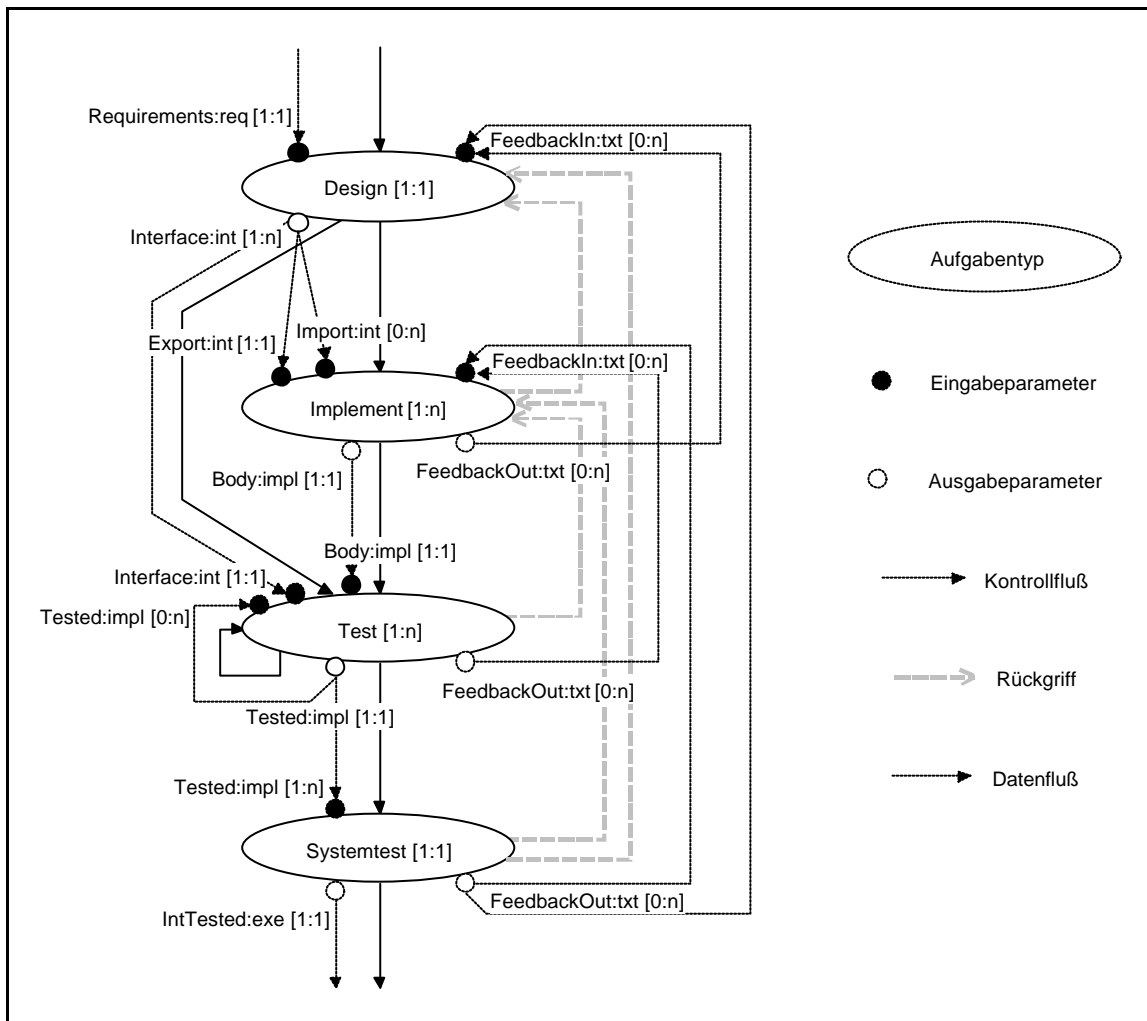 Requirements:req [1:1]
FeedbackIn:txt [0:n]
Design [1:1]
Interface:int [1:n]
Aufgabentyp
Export:int [1:1]
Import:int [0:n]
FeedbackIn:txt [0:n]
Eingabeparameter
Implement [1:n]
Body:impl [1:1]
FeedbackOut:txt [0:n]
Ausgabeparameter
Body:impl [1:1]
Interface:int [1:1]
Kontrollfluß
Tested:impl [0:n]
Test [1:n]
FeedbackOut:txt [0:n]
Rückgriff
Tested:impl [1:1]
Tested:impl [1:n]
Datenfluß
Systemtest [1:1]
FeedbackOut:txt [0:n]
IntTested:exe [1:1]